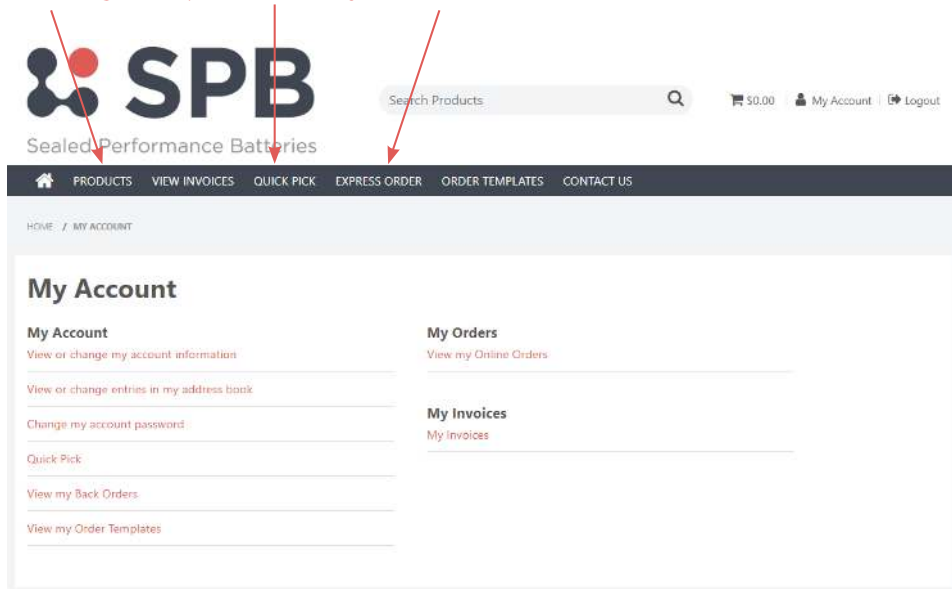 SPB
Sealed Performance Batteries
Search Products
$0.00 My Account Logout
PRODUCTS VIEW INVOICES QUICK PICK EXPRESS ORDER ORDER TEMPLATES CONTACT US
HOME / MY ACCOUNT
My Account
My Account
View or change my account information
View or change entries in my address book
Change my account password
Quick Pick
View my Back Orders
View my Order Templates
My Orders
View my Online Orders
My Invoices
My Invoices